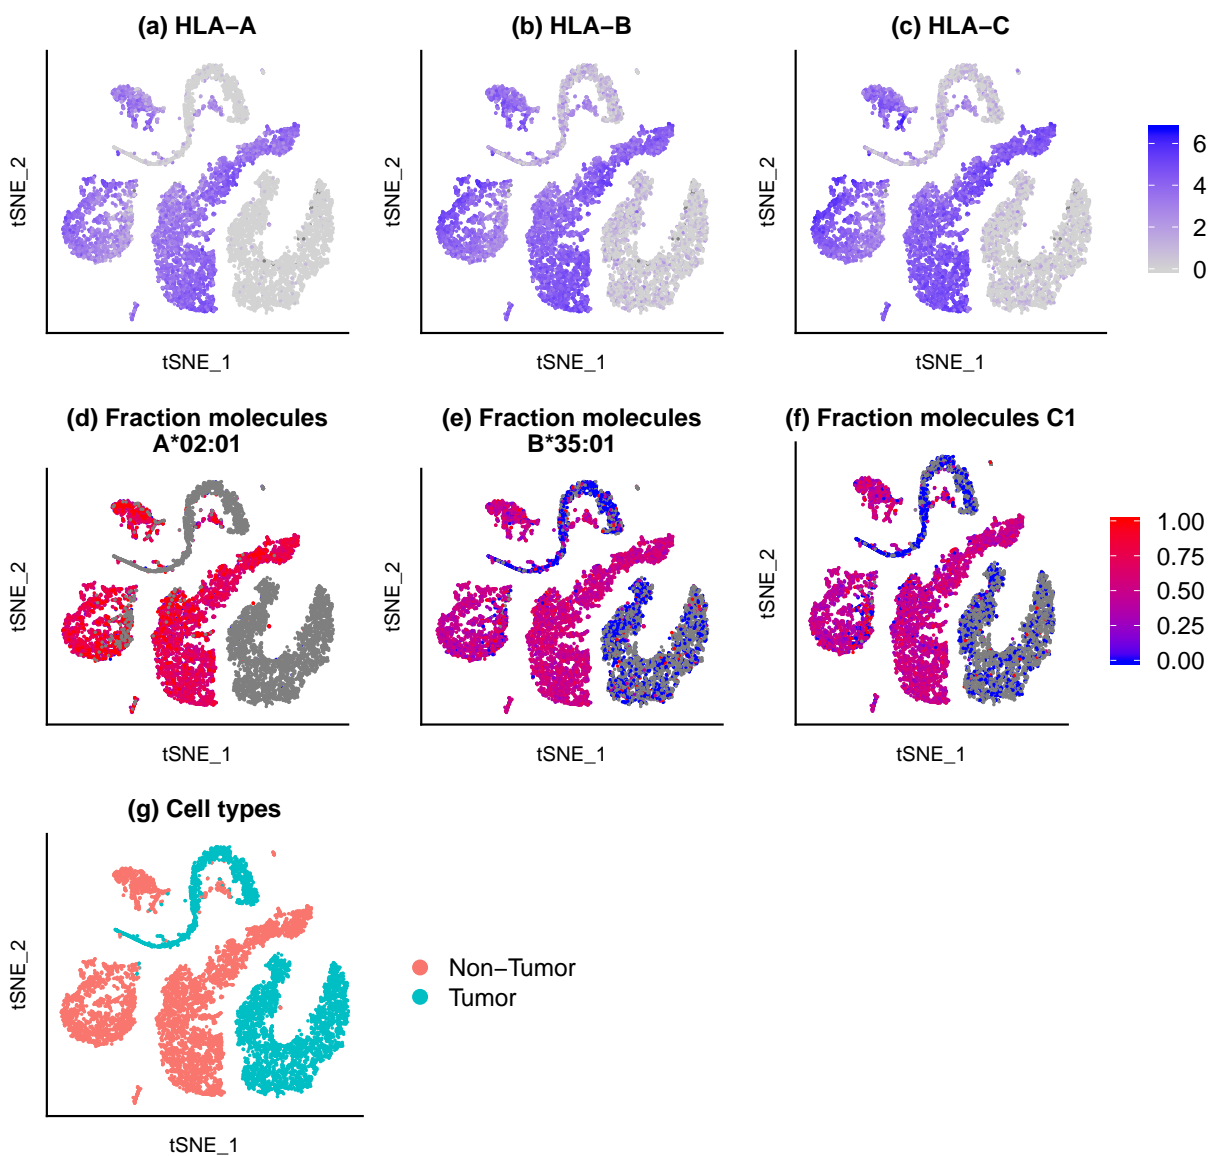 (a) HLA−A
(b) HLA−B
(c) HLA−C
tSNE_2
tSNE_2
tSNE_2
6
4
2
0
tSNE_1
tSNE_1
tSNE_1
(d) Fraction molecules
A*02:01
(e) Fraction molecules
B*35:01
(f) Fraction molecules C1
tSNE_2
tSNE_2
tSNE_2
1.00
0.75
0.50
0.25
0.00
tSNE_1
tSNE_1
tSNE_1
(g) Cell types
tSNE_2
Non−Tumor
Tumor
tSNE_1